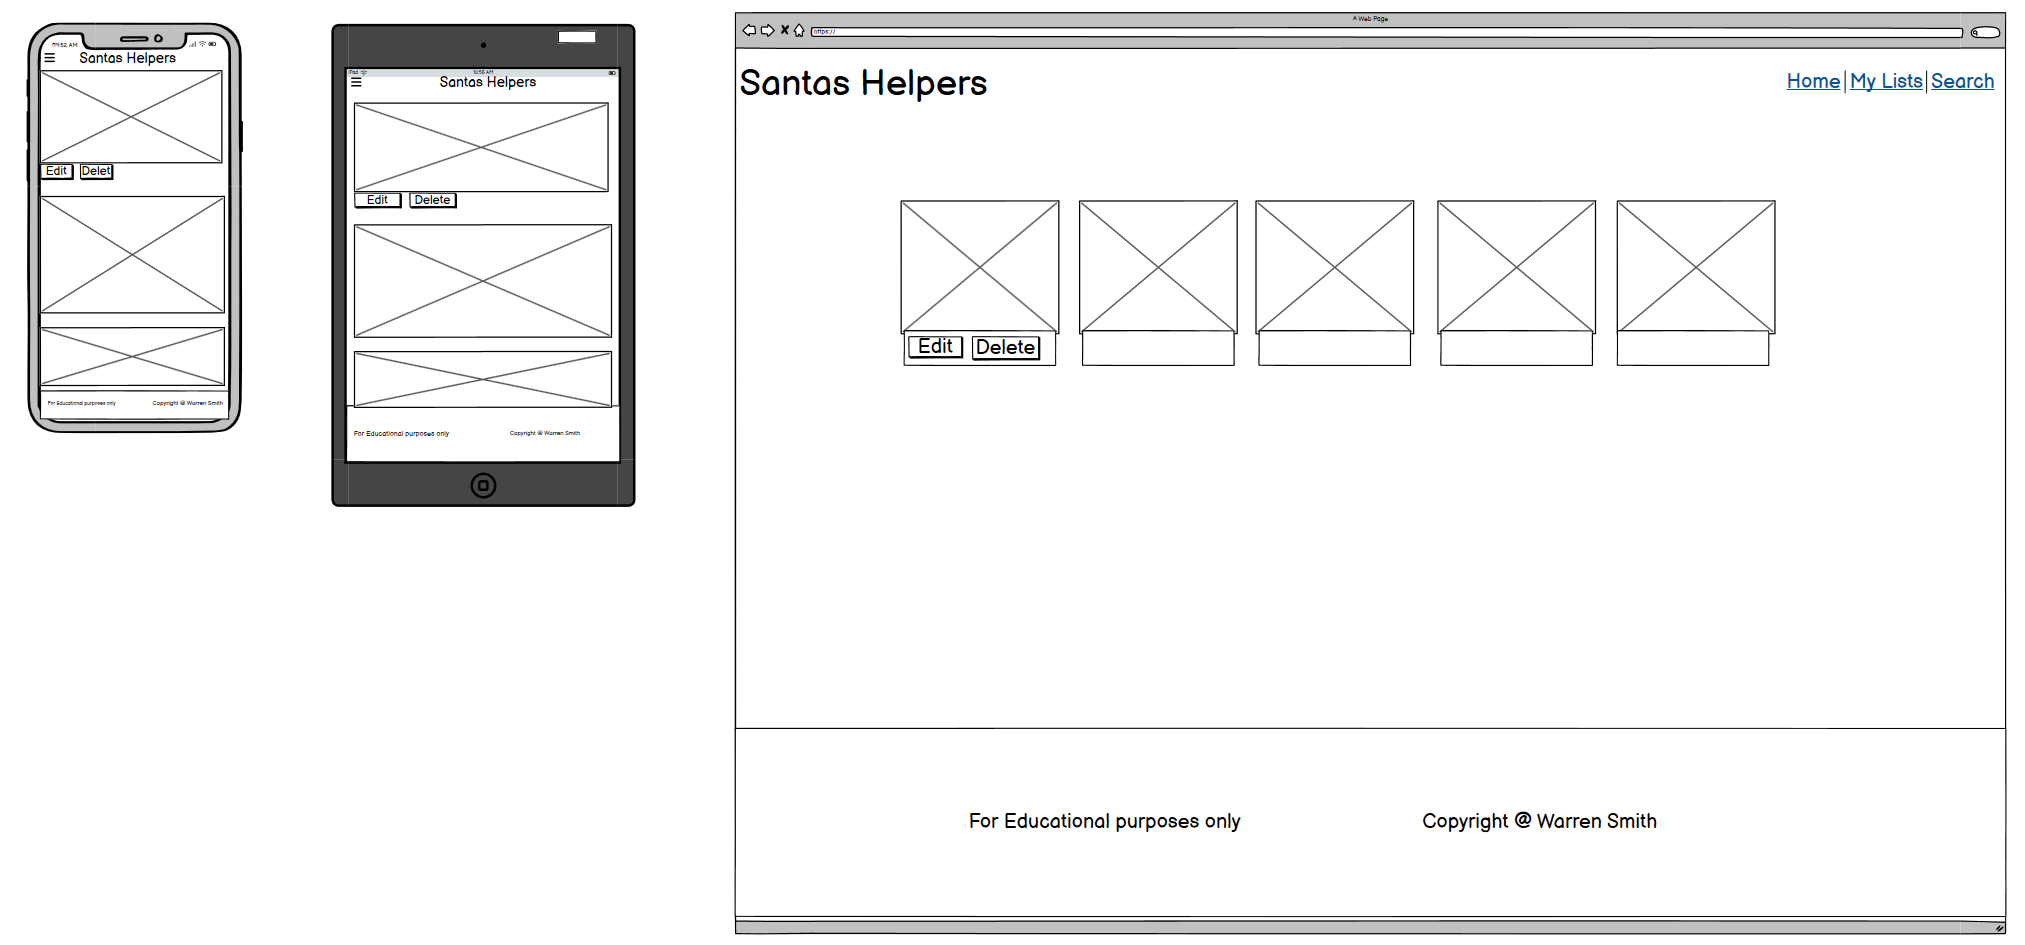 09:52 AM
Santas Helpers
Edit
Delet
For Educational purposes only
Copyright @ Warren Smith
iPad
10:56 AM
Santas Helpers
Edit
Delete
For Educational purposes only
Copyright @ Warren Smith
A Web Page
https://
Santas Helpers
Home
My Lists
Search
Edit
Delete
For Educational purposes only
Copyright @ Warren Smith